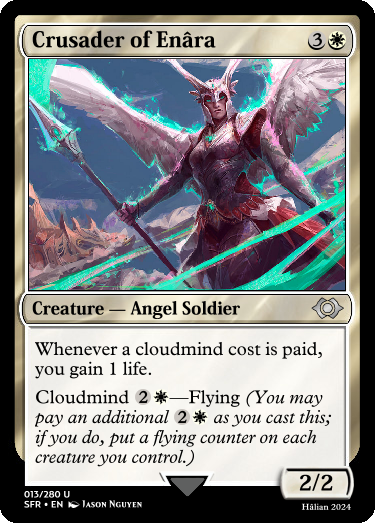 Crusader of Enâra 3
Creature — Angel Soldier
Whenever a cloudmind cost is paid,
you gain 1 life.
Cloudmind 2 —Flying (You may
pay an additional 2 as you cast this;
if you do, put a flying counter on each
creature you control.)
2/2
013/280 U
SFR • EN Jason Nguyen
Hâlian 2024